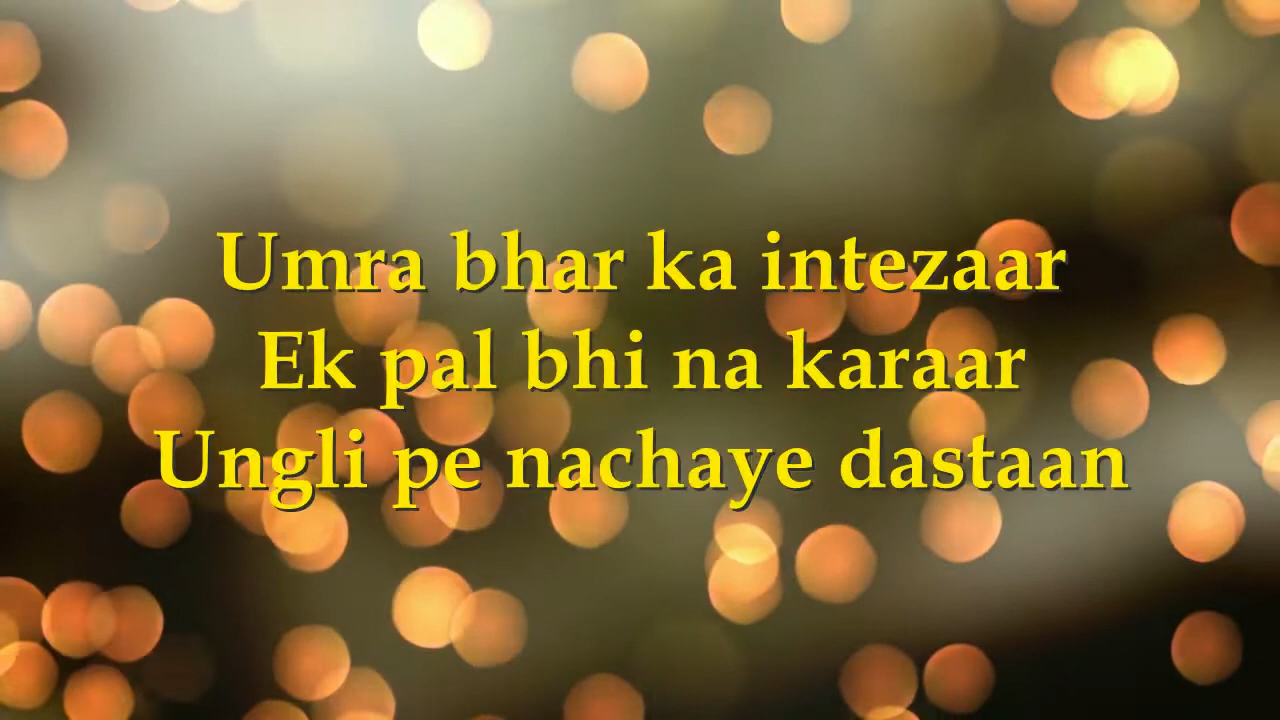 Umra bhar ka intezaar
Ek pal bhi na karaar
Ungli pe nachaye dastaan